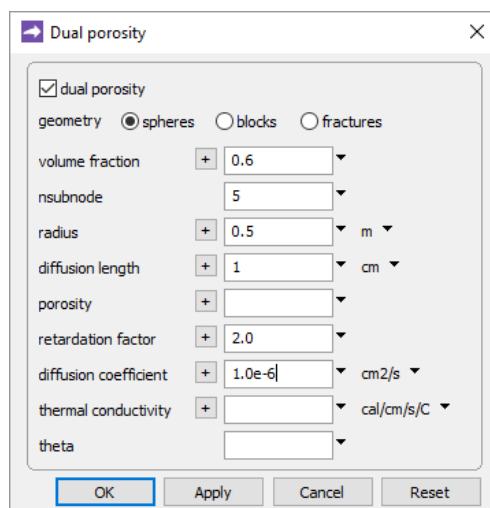 Dual porosity
dual porosity
geometry spheres blocks fractures
volume fraction + 0.6
nsubnode 5
radius + 0.5 m
diffusion length + 1 cm
porosity +
retardation factor + 2.0
diffusion coefficient + 1.0e-6 cm2/s
thermal conductivity + cal/cm/s/C
theta
OK Apply Cancel Reset